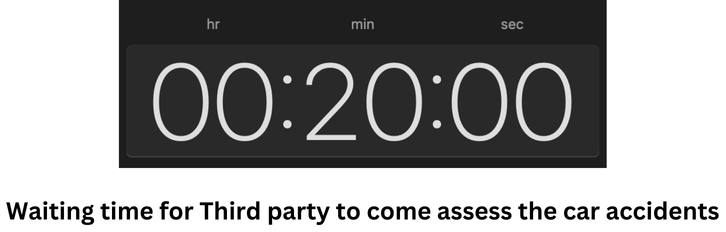 hr min sec
00:20:00
Waiting time for Third party to come assess the car accidents